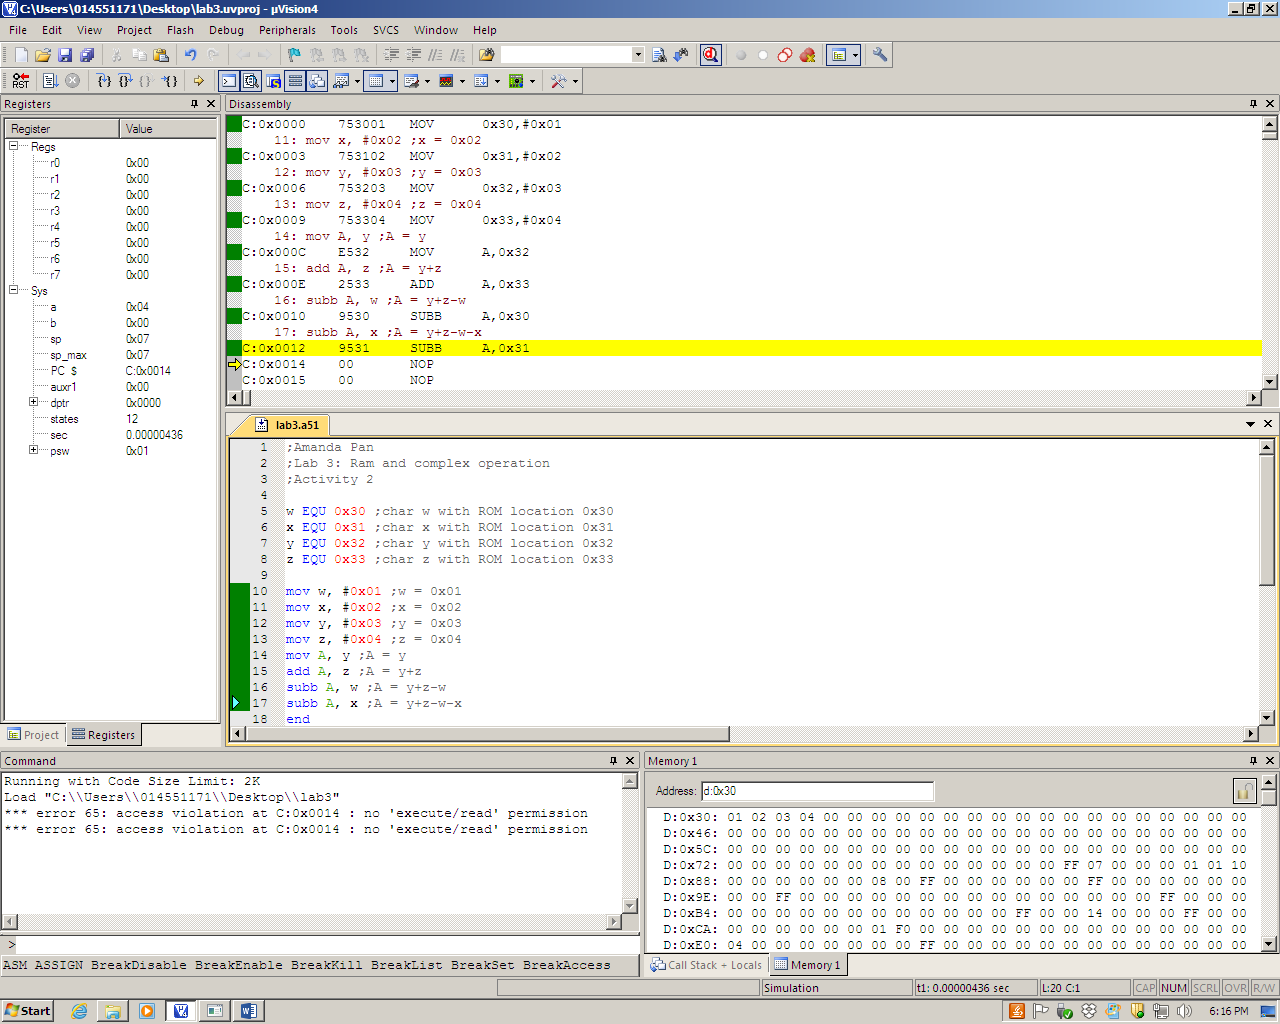 C:\Users\014551171\Desktop\lab3.uvproj - µVision4
File Edit View Project Flash Debug Peripherals Tools SVCS Window Help
Registers
Register Value
Regs
r0 0x00
r1 0x00
r2 0x00
r3 0x00
r4 0x00
r5 0x00
r6 0x00
r7 0x00
Sys
a 0x04
b 0x00
sp 0x07
sp_max 0x07
PC $ C:0x0014
auxr1 0x00
dptr 0x0000
states 12
sec 0.00000436
psw 0x01
Project Registers
Disassembly
C:0x0000 753001 MOV 0x30,#0x01
11: mov x, #0x02 ;x = 0x02
C:0x0003 753102 MOV 0x31,#0x02
12: mov y, #0x03 ;y = 0x03
C:0x0006 753203 MOV 0x32,#0x03
13: mov z, #0x04 ;z = 0x04
C:0x0009 753304 MOV 0x33,#0x04
14: mov A, y ;A = y
C:0x000C E532 MOV A,0x32
15: add A, z ;A = y+z
C:0x000E 2533 ADD A,0x33
16: subb A, w ;A = y+z-w
C:0x0010 9530 SUBB A,0x30
17: subb A, x ;A = y+z-w-x
C:0x0012 9531 SUBB A,0x31
C:0x0014 00 NOP
C:0x0015 00 NOP
lab3.a51
1 ;Amanda Pan
2 ;Lab 3: Ram and complex operation
3 ;Activity 2
4
5 w EQU 0x30 ;char w with ROM location 0x30
6 x EQU 0x31 ;char x with ROM location 0x31
7 y EQU 0x32 ;char y with ROM location 0x32
8 z EQU 0x33 ;char z with ROM location 0x33
9
10 mov w, #0x01 ;w = 0x01
11 mov x, #0x02 ;x = 0x02
12 mov y, #0x03 ;y = 0x03
13 mov z, #0x04 ;z = 0x04
14 mov A, y ;A = y
15 add A, z ;A = y+z
16 subb A, w ;A = y+z-w
17 subb A, x ;A = y+z-w-x
18 end
Command
Running with Code Size Limit: 2K
Load "C:\\Users\\014551171\\Desktop\\lab3"
*** error 65: access violation at C:0x0014 : no 'execute/read' permission
*** error 65: access violation at C:0x0014 : no 'execute/read' permission
>
ASM ASSIGN BreakDisable BreakEnable BreakKill BreakList BreakSet BreakAccess
Memory 1
Address: d:0x30
D:0x30: 01 02 03 04 00 00 00 00 00 00 00 00 00 00 00 00 00 00 00 00 00 00
D:0x46: 00 00 00 00 00 00 00 00 00 00 00 00 00 00 00 00 00 00 00 00 00 00
D:0x5C: 00 00 00 00 00 00 00 00 00 00 00 00 00 00 00 00 00 00 00 00 00 00
D:0x72: 00 00 00 00 00 00 00 00 00 00 00 00 00 00 FF 07 00 00 00 01 01 10
D:0x88: 00 00 00 00 00 00 08 00 FF 00 00 00 00 00 00 FF 00 00 00 00 00 00
D:0x9E: 00 00 FF 00 00 00 00 00 00 00 00 00 00 00 00 00 00 00 FF 00 00 00
D:0xB4: 00 00 00 00 00 00 00 00 00 00 00 00 FF 00 00 14 00 00 00 FF 00 00
D:0xCA: 00 00 00 00 00 00 01 F0 00 00 00 00 00 00 00 00 00 00 00 00 00 00
D:0xE0: 04 00 00 00 00 00 00 00 FF 00 00 00 00 00 00 00 00 00 00 00 00 00
Call Stack + Locals Memory 1
Simulation t1: 0.00000436 sec L:20 C:1 CAP NUM SCRL OVR R/W
Start 6:16 PM